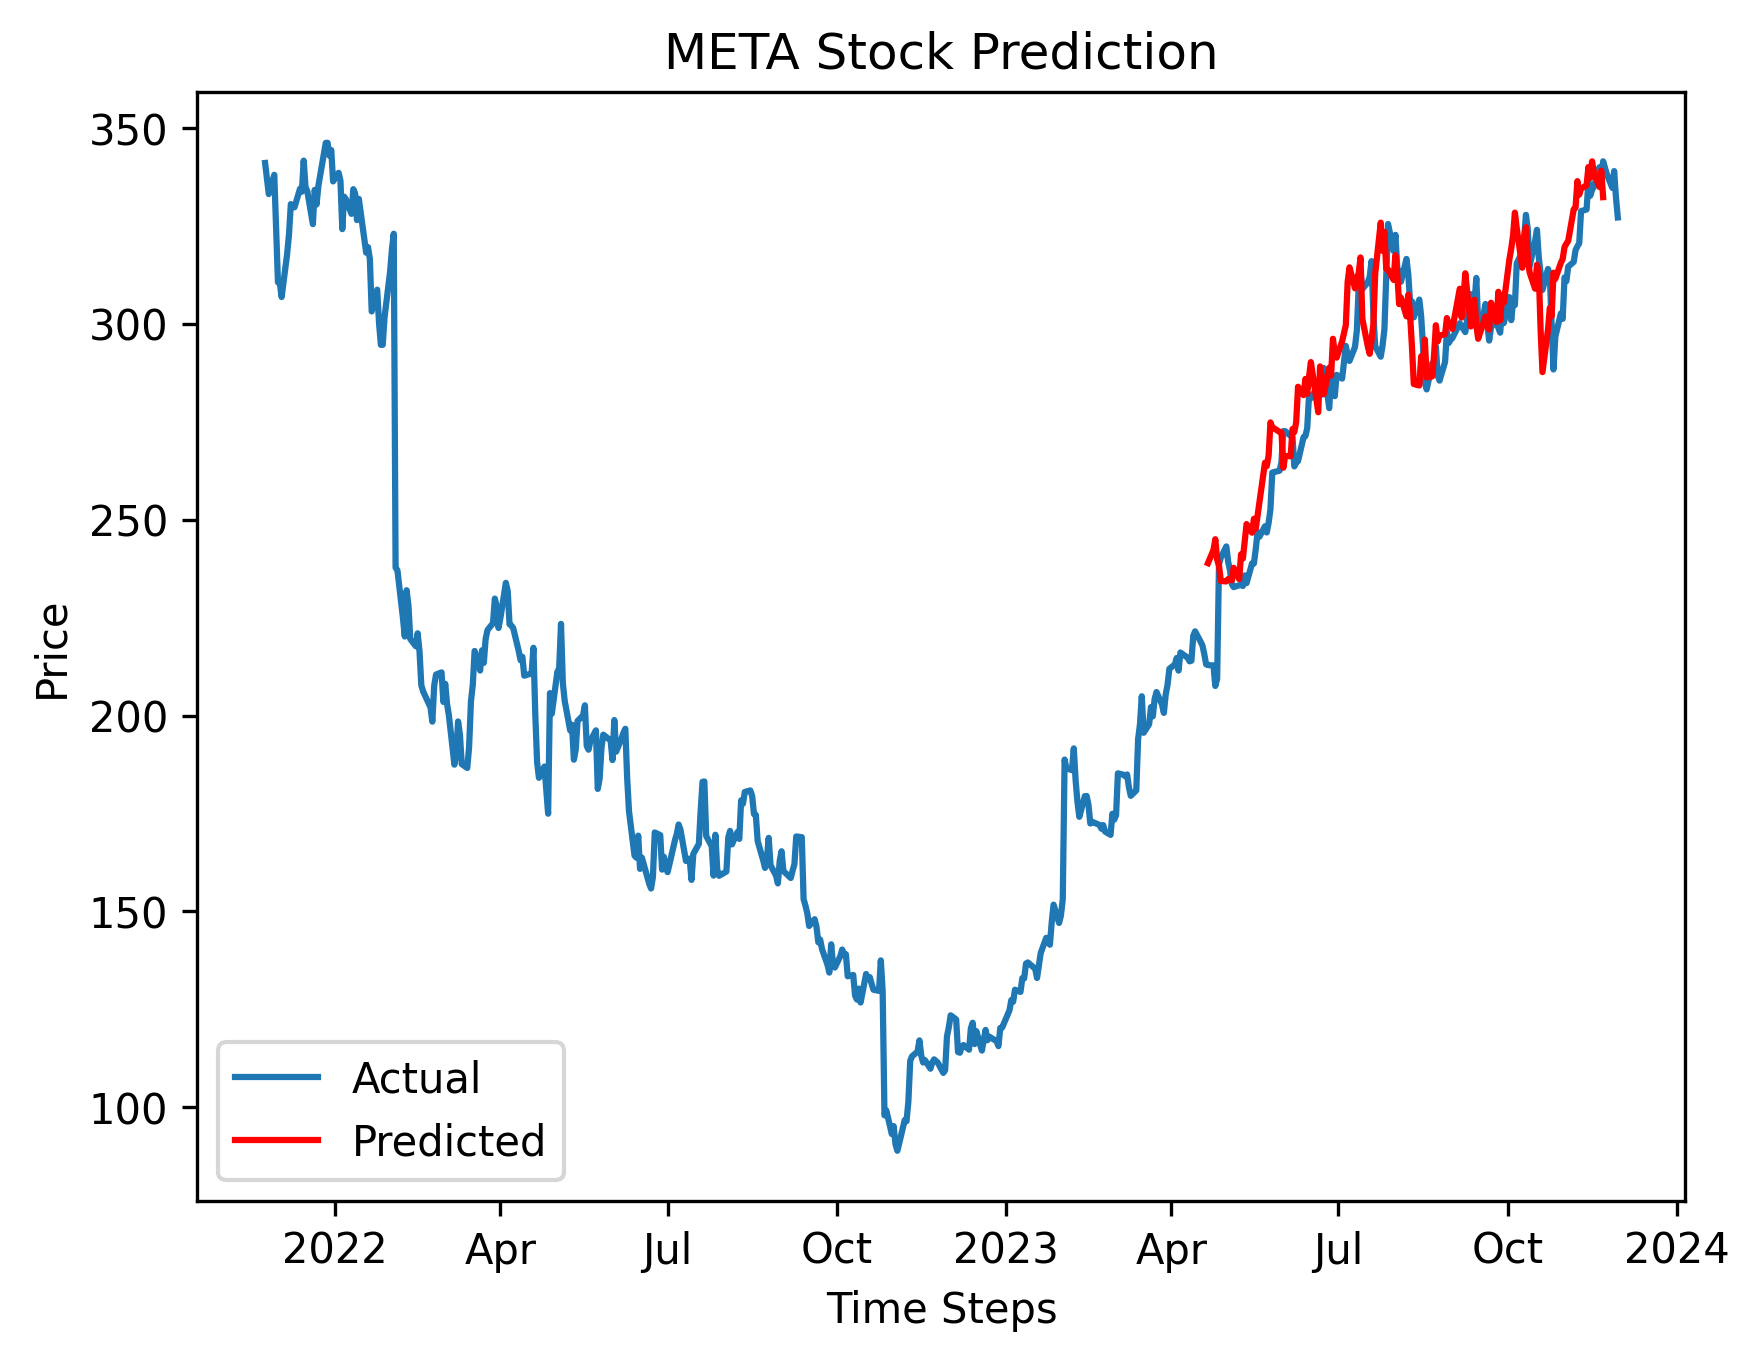 META Stock Prediction
350
300
250
200
150
100
Price
Actual
Predicted
2022 Apr Jul Oct 2023 Apr Jul Oct 2024
Time Steps